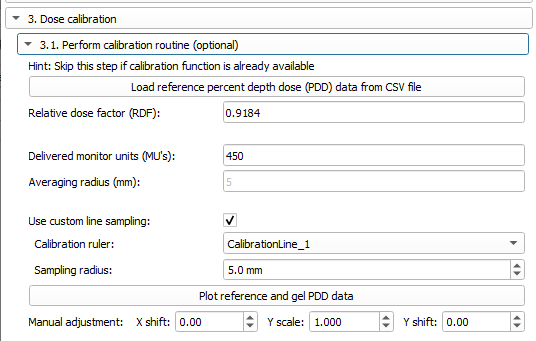 3. Dose calibration
3.1. Perform calibration routine (optional)
Hint: Skip this step if calibration function is already available
Load reference percent depth dose (PDD) data from CSV file
Relative dose factor (RDF): 0.9184
Delivered monitor units (MU's): 450
Averaging radius (mm): 5
Use custom line sampling:
Calibration ruler: CalibrationLine_1
Sampling radius: 5.0 mm
Plot reference and gel PDD data
Manual adjustment: X shift: 0.00 Y scale: 1.000 Y shift: 0.00